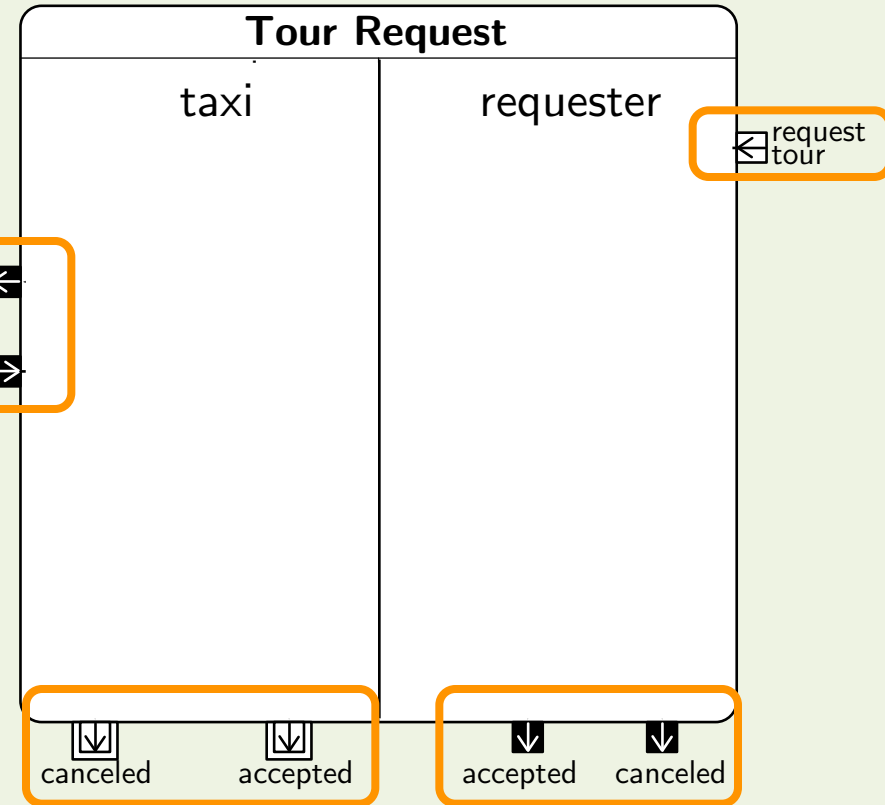 Tour Request
taxi
requester
request
tour
canceled
accepted
accepted
canceled